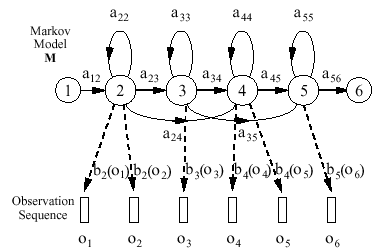 a22 a33 a44 a55
Markov
Model
M
1 a12 2 a23 3 a34 4 a45 5 a56 6
a24 a35
b2(o1) b2(o2) b3(o3) b4(o4) b4(o5) b5(o6)
Observation
Sequence
o1 o2 o3 o4 o5 o6